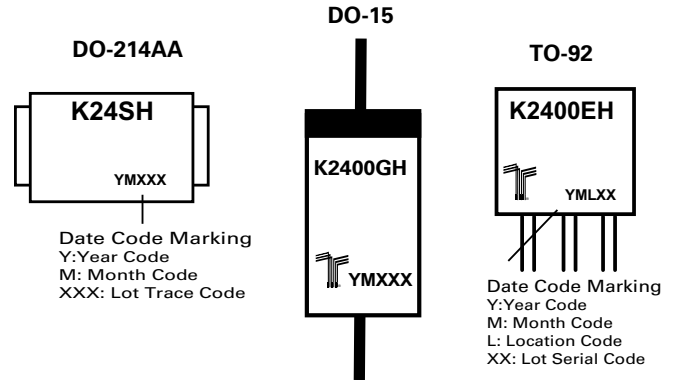 DO-214AA
K24SH
YMXXX
Date Code Marking
Y:Year Code
M: Month Code
XXX: Lot Trace Code
DO-15
K2400GH
YMXXX
TO-92
K2400EH
YMLXX
Date Code Marking
Y:Year Code
M: Month Code
L: Location Code
XX: Lot Serial Code